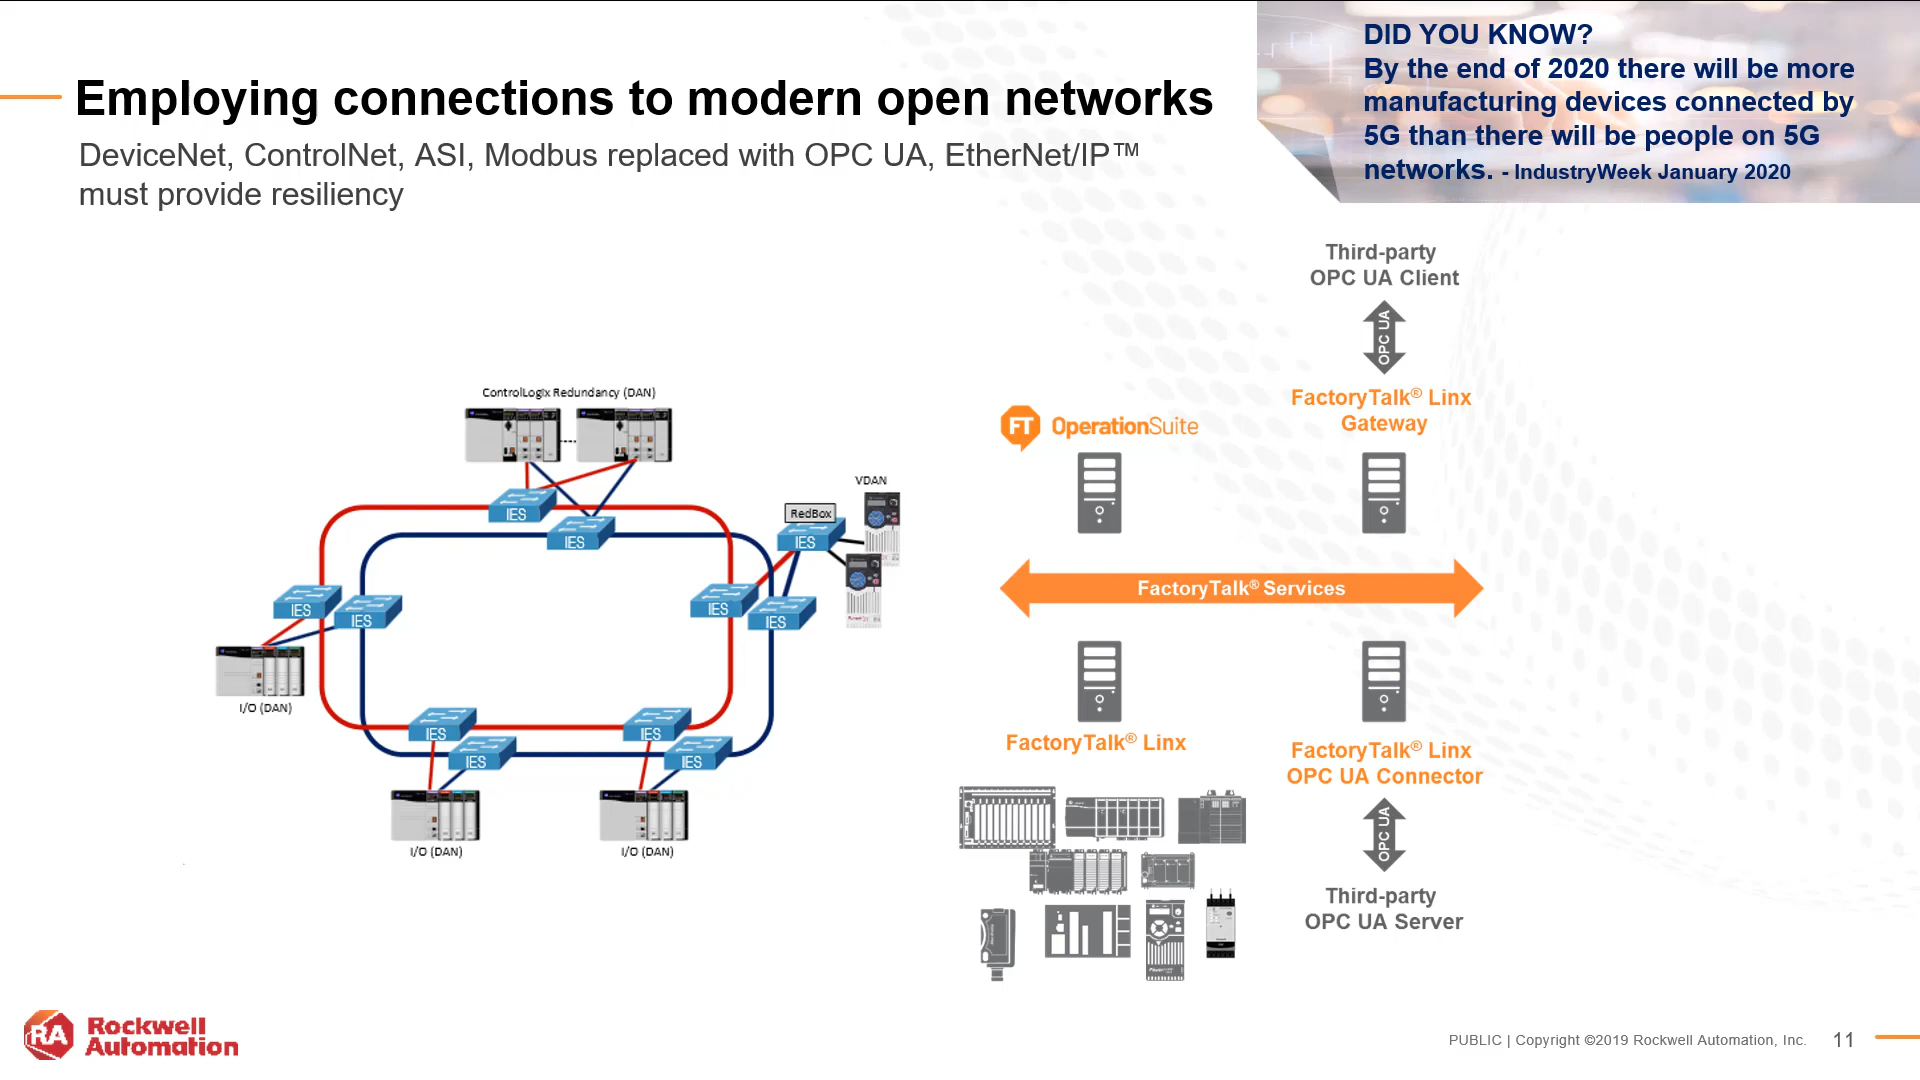 DID YOU KNOW?
By the end of 2020 there will be more
manufacturing devices connected by
5G than there will be people on 5G
networks. - IndustryWeek January 2020
Employing connections to modern open networks
DeviceNet, ControlNet, ASI, Modbus replaced with OPC UA, EtherNet/IP™
must provide resiliency
ControlLogix Redundancy (DAN)
IES
IES
VDAN
RedBox
IES
IES
IES
IES
IES
I/O (DAN)
IES
IES
IES
IES
I/O (DAN)
I/O (DAN)
Third-party
OPC UA Client
OPC UA
FactoryTalk® Linx
Gateway
FT OperationSuite
FactoryTalk® Services
FactoryTalk® Linx
FactoryTalk® Linx
OPC UA Connector
OPC UA
Third-party
OPC UA Server
RA Rockwell
Automation
PUBLIC | Copyright ©2019 Rockwell Automation, Inc. 11